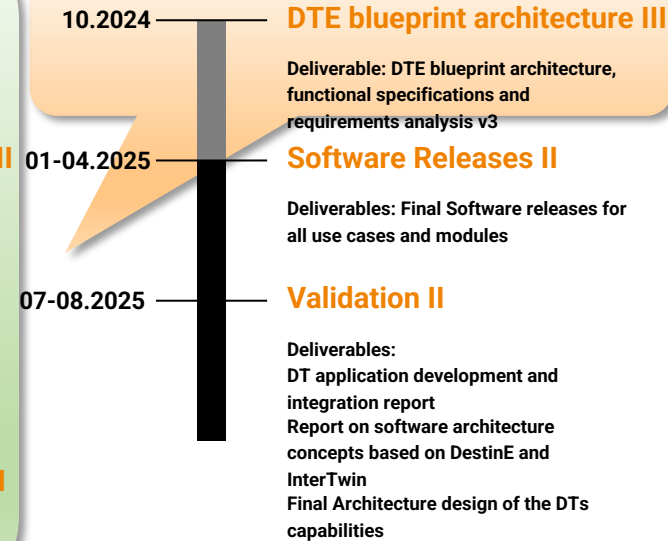 10.2024
DTE blueprint architecture III
Deliverable: DTE blueprint architecture,
functional specifications and
requirements analysis v3
II
01-04.2025
Software Releases II
Deliverables: Final Software releases for
all use cases and modules
07-08.2025
Validation II
Deliverables:
DT application development and
integration report
Report on software architecture
concepts based on DestinE and
InterTwin
Final Architecture design of the DTs
capabilities